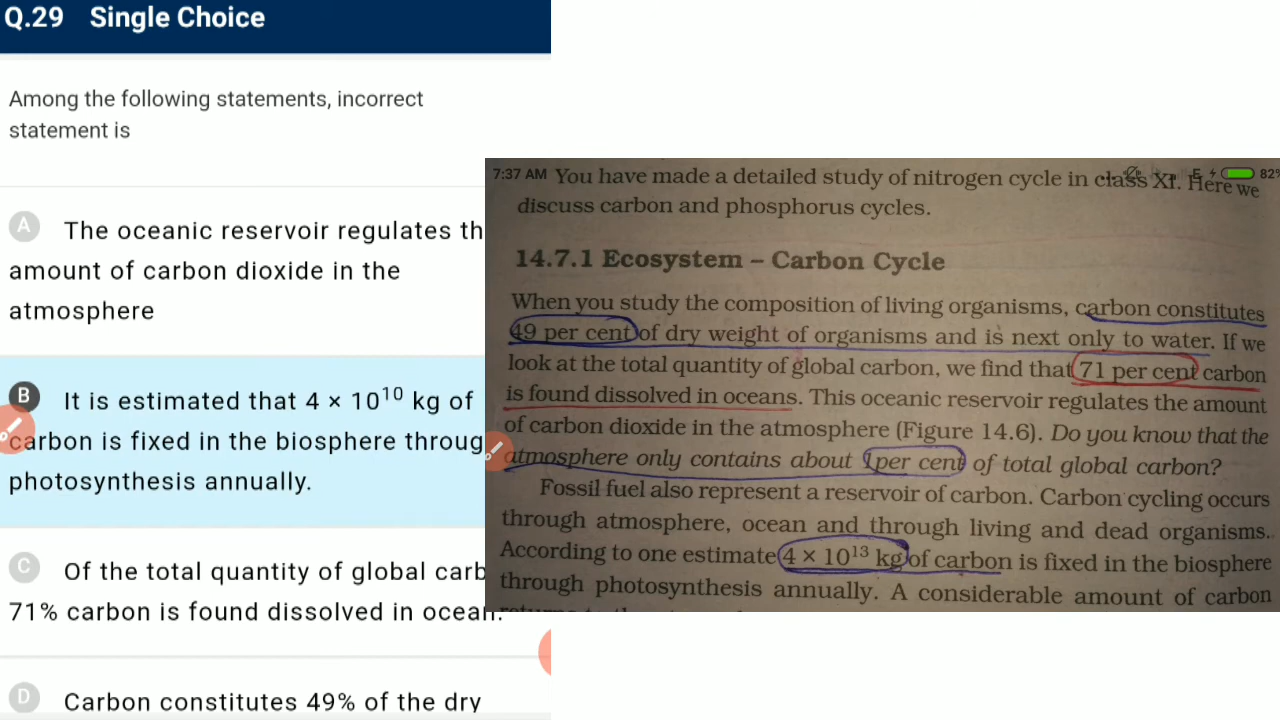 Q.29 Single Choice
Among the following statements, incorrect
statement is
A The oceanic reservoir regulates th
amount of carbon dioxide in the
atmosphere
B It is estimated that 4 × 10¹⁰ kg of
carbon is fixed in the biosphere throug
photosynthesis annually.
C Of the total quantity of global carb
71% carbon is found dissolved in ocean.
D Carbon constitutes 49% of the dry
7:37 AM
82%
You have made a detailed study of nitrogen cycle in class XI. Here we
discuss carbon and phosphorus cycles.
14.7.1 Ecosystem – Carbon Cycle
When you study the composition of living organisms, carbon constitutes
49 per cent of dry weight of organisms and is next only to water. If we
look at the total quantity of global carbon, we find that 71 per cent carbon
is found dissolved in oceans. This oceanic reservoir regulates the amount
of carbon dioxide in the atmosphere (Figure 14.6). Do you know that the
atmosphere only contains about 1per cent of total global carbon?
Fossil fuel also represent a reservoir of carbon. Carbon cycling occurs
through atmosphere, ocean and through living and dead organisms.
According to one estimate 4 × 10¹³ kg of carbon is fixed in the biosphere
through photosynthesis annually. A considerable amount of carbon